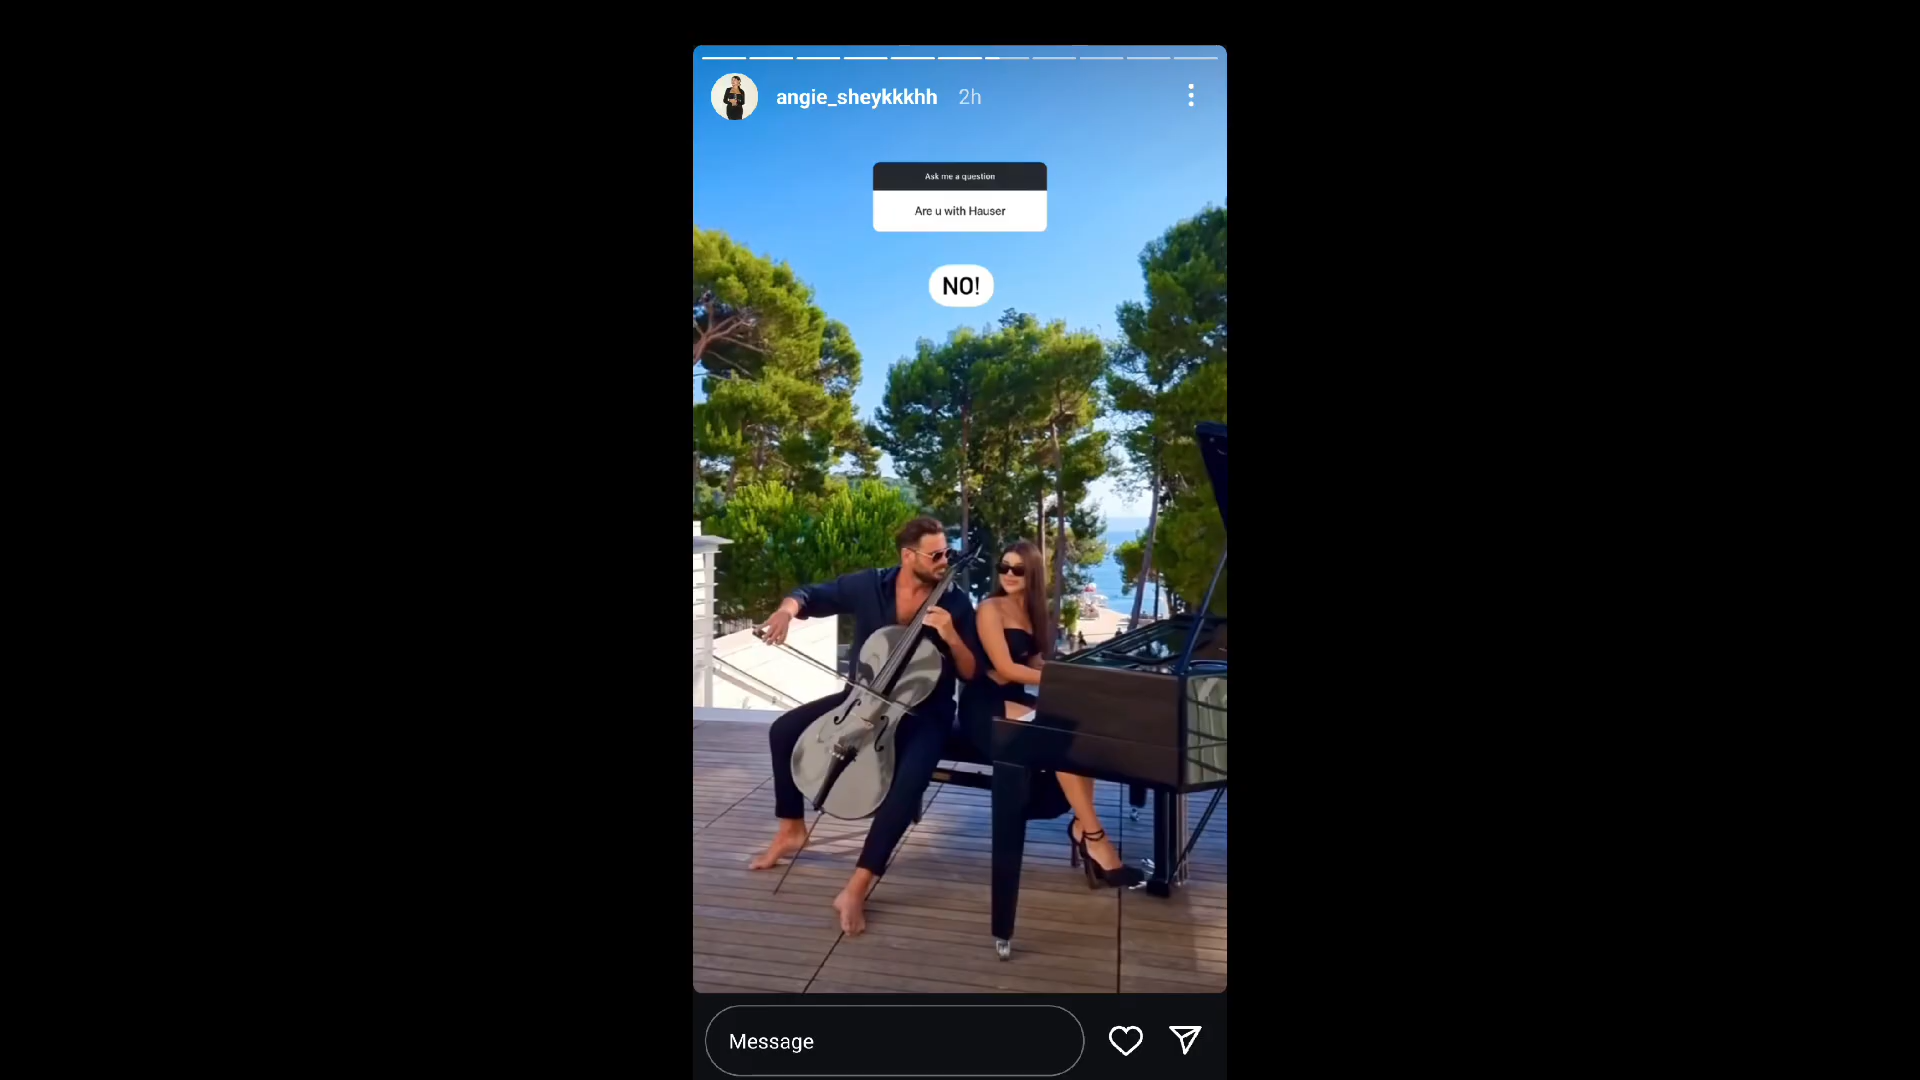 angie_sheykkkhh 2h
Ask me a question
Are u with Hauser
NO!
Message